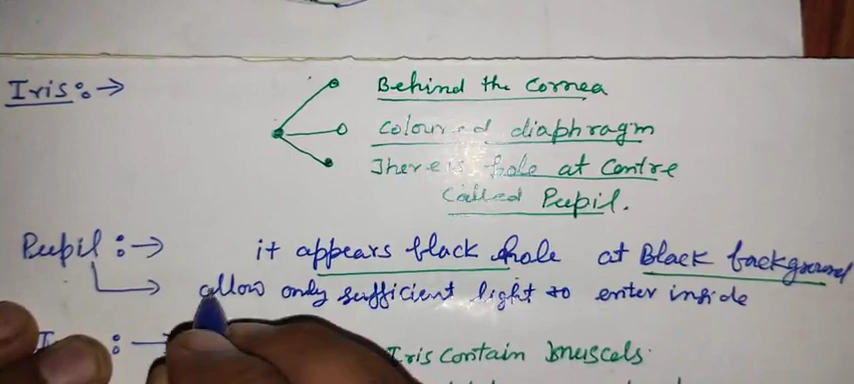 Iris :→ Behind the Cornea
Coloured diaphragm
There is hole at Centre
Called Pupil.
Pupil :→ it appears black hole at Black background
→ allow only sufficient light to enter inside
I :→ Iris contain muscels.